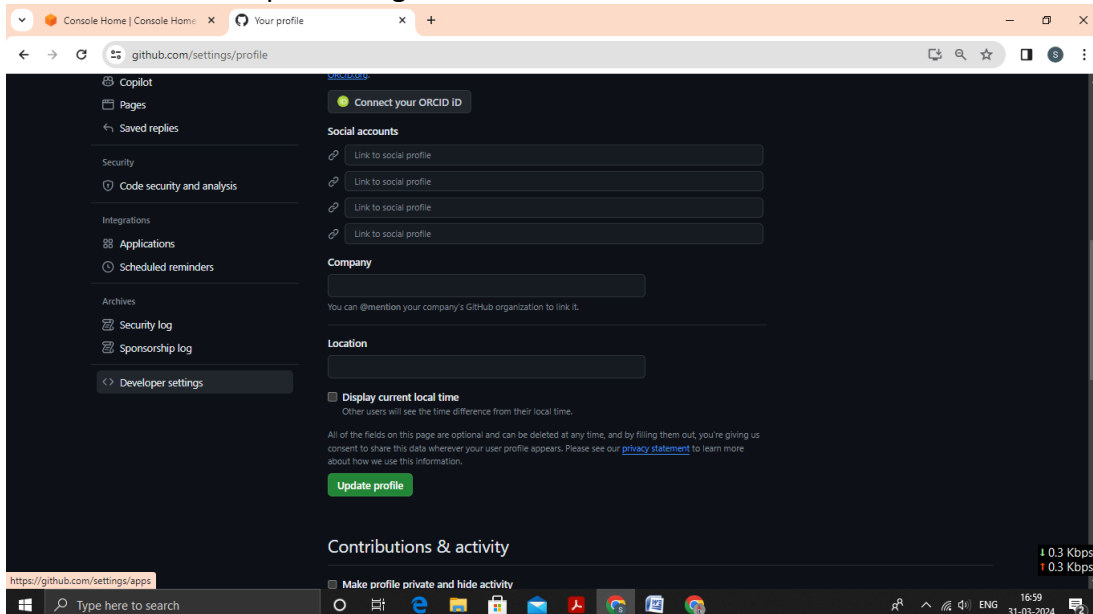 Console Home | Console Home
Your profile
github.com/settings/profile
S
Copilot
Pages
Saved replies
Security
Code security and analysis
Integrations
Applications
Scheduled reminders
Archives
Security log
Sponsorship log
Developer settings
ORCID.org.
iD Connect your ORCID iD
Social accounts
Link to social profile
Link to social profile
Link to social profile
Link to social profile
Company
You can @mention your company's GitHub organization to link it.
Location
Display current local time
Other users will see the time difference from their local time.
All of the fields on this page are optional and can be deleted at any time, and by filling them out, you're giving us
consent to share this data wherever your user profile appears. Please see our privacy statement to learn more
about how we use this information.
Update profile
Contributions & activity
Make profile private and hide activity
0.3 Kbps
0.3 Kbps
https://github.com/settings/apps
Type here to search
ENG
16:59
31-03-2024
2